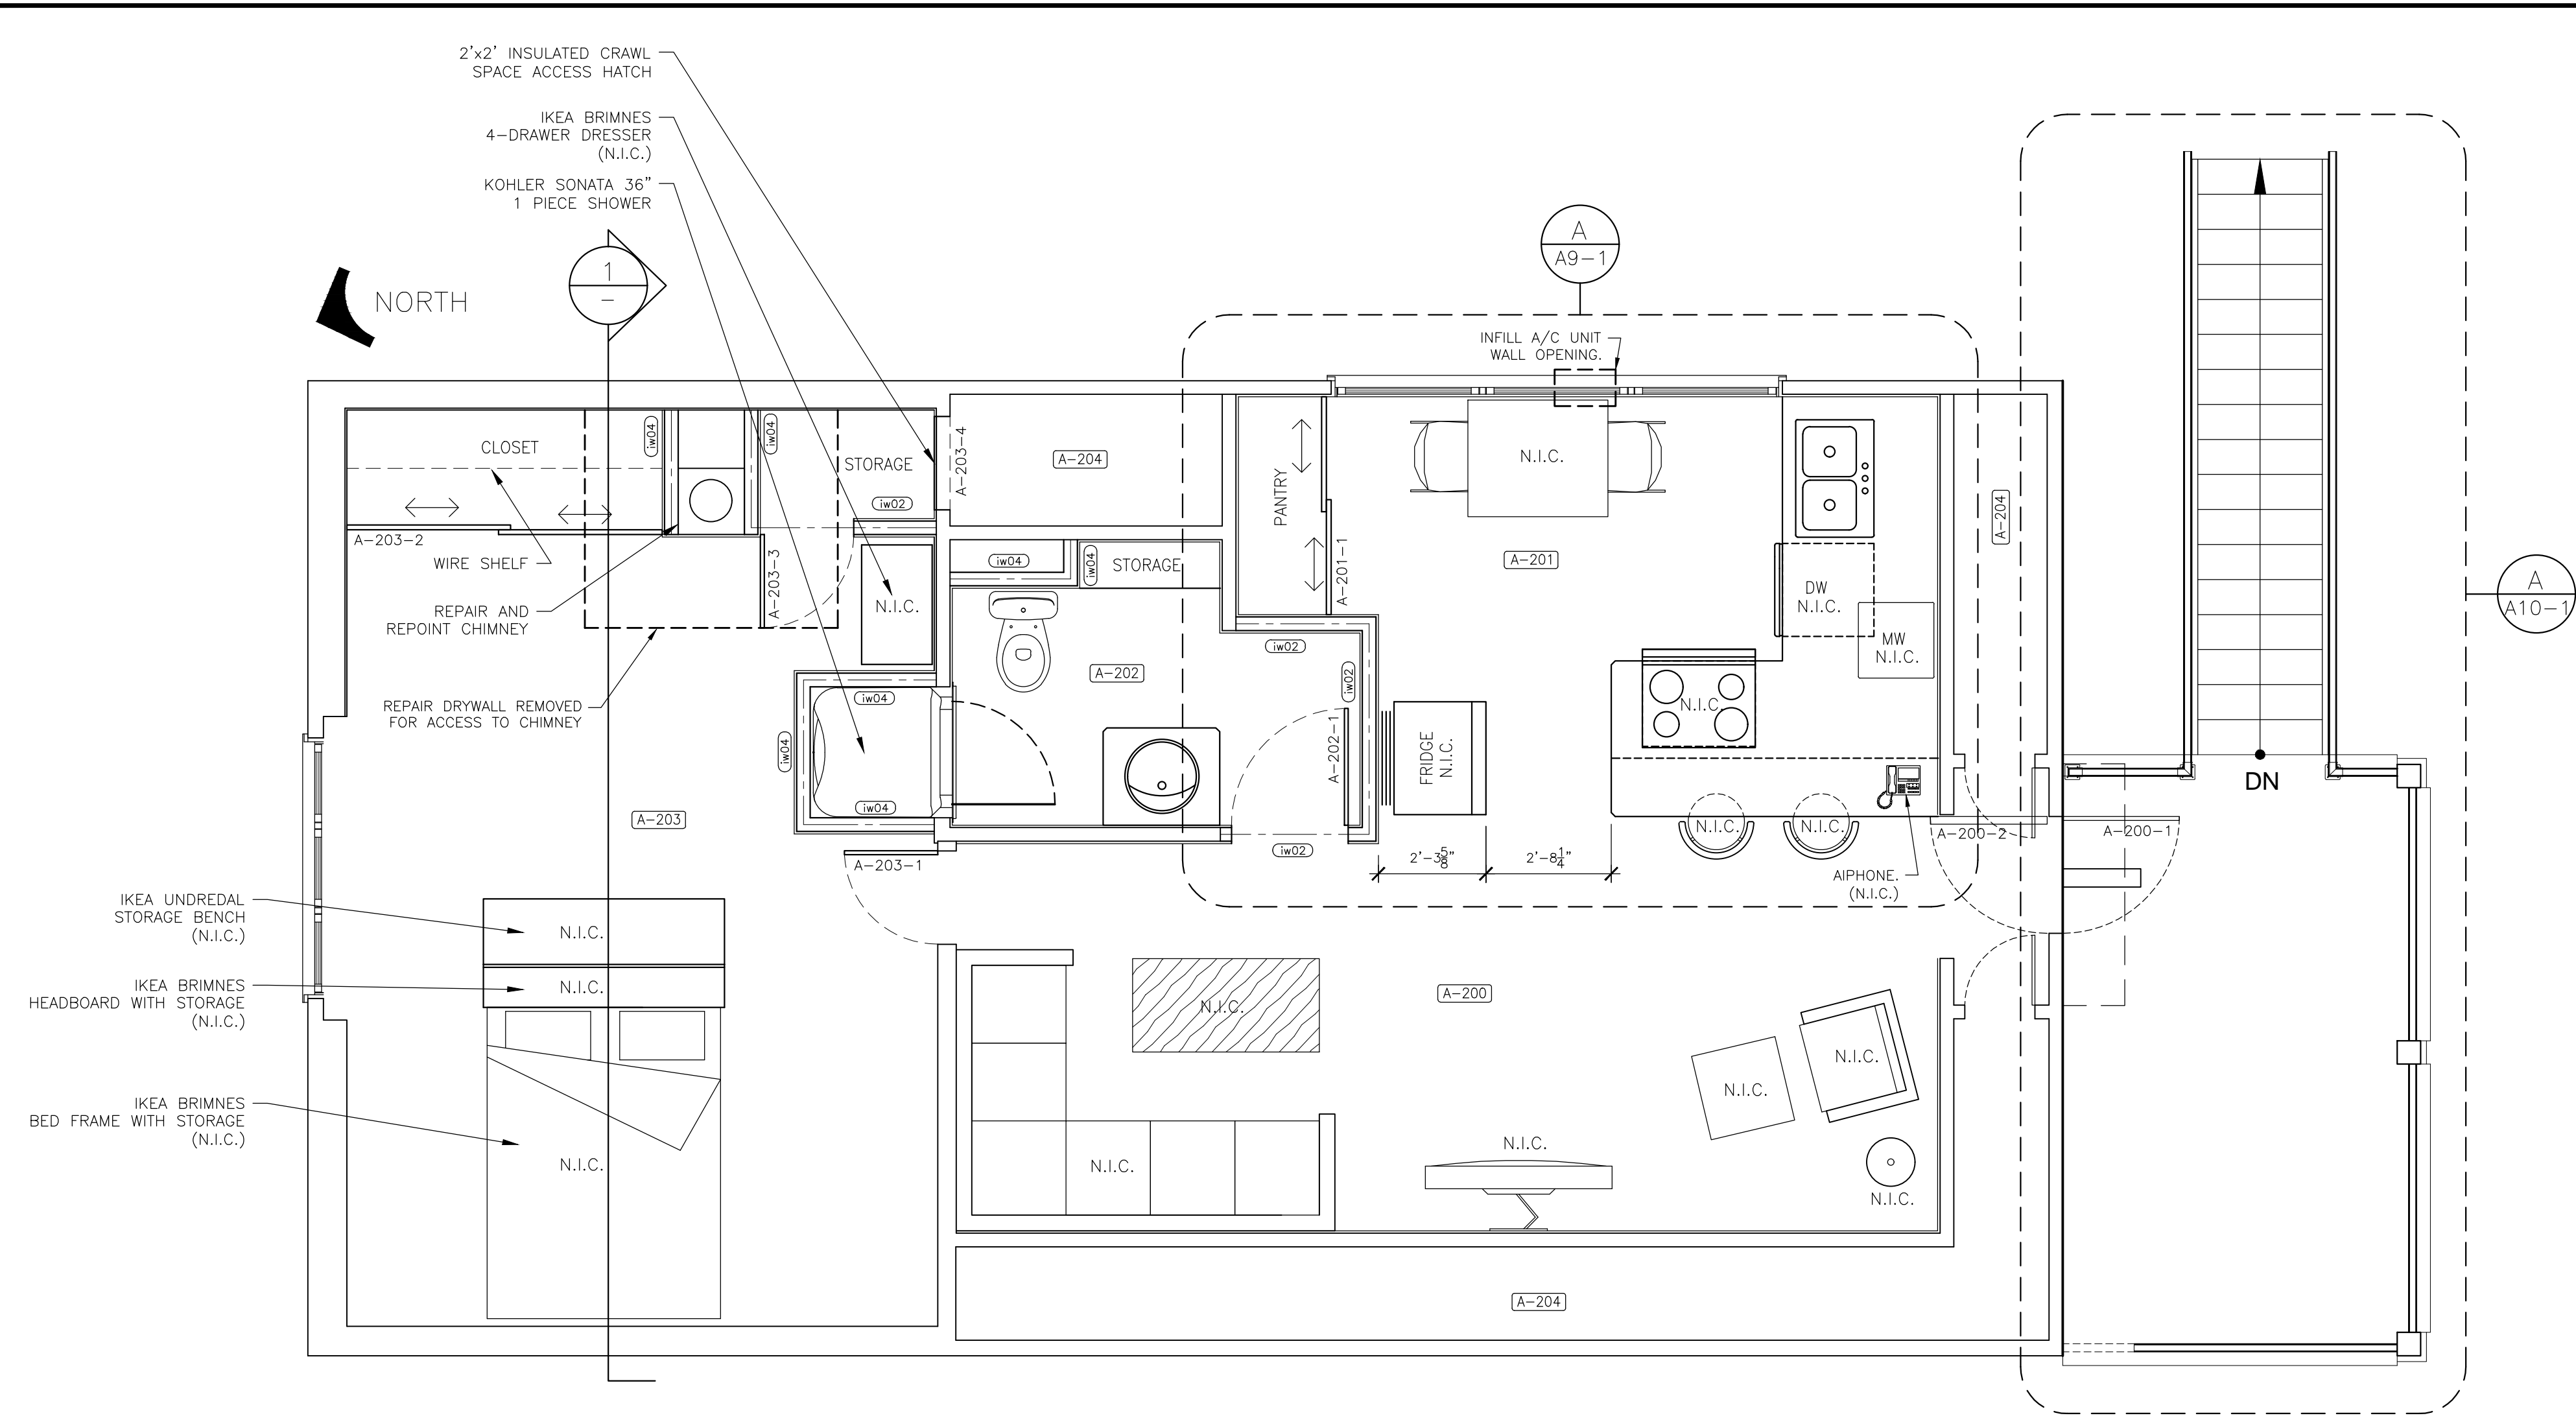 2'x2' INSULATED CRAWL
SPACE ACCESS HATCH
IKEA BRIMNES
4-DRAWER DRESSER
(N.I.C.)
KOHLER SONATA 36"
1 PIECE SHOWER
1
-
NORTH
A
A9-1
INFILL A/C UNIT
WALL OPENING.
CLOSET
iw04
iw04
STORAGE
iw02
A-203-4
A-204
PANTRY
N.I.C.
A-204
A-203-2
WIRE SHELF
A-203-3
iw04
iw04
STORAGE
A-201-1
A-201
DW
N.I.C.
MW
N.I.C.
A
A10-1
REPAIR AND
REPOINT CHIMNEY
N.I.C.
iw02
iw02
A-202
REPAIR DRYWALL REMOVED
FOR ACCESS TO CHIMNEY
iw04
iw04
iw04
A-202-1
FRIDGE
N.I.C.
N.I.C.
DN
A-203
N.I.C.
N.I.C.
A-200-2
A-200-1
iw02
2'-3 5/8"
2'-8 1/4"
A-203-1
AIPHONE.
(N.I.C.)
IKEA UNDREDAL
STORAGE BENCH
(N.I.C.)
N.I.C.
IKEA BRIMNES
HEADBOARD WITH STORAGE
(N.I.C.)
N.I.C.
N.I.C.
A-200
N.I.C.
N.I.C.
IKEA BRIMNES
BED FRAME WITH STORAGE
(N.I.C.)
N.I.C.
N.I.C.
N.I.C.
N.I.C.
A-204